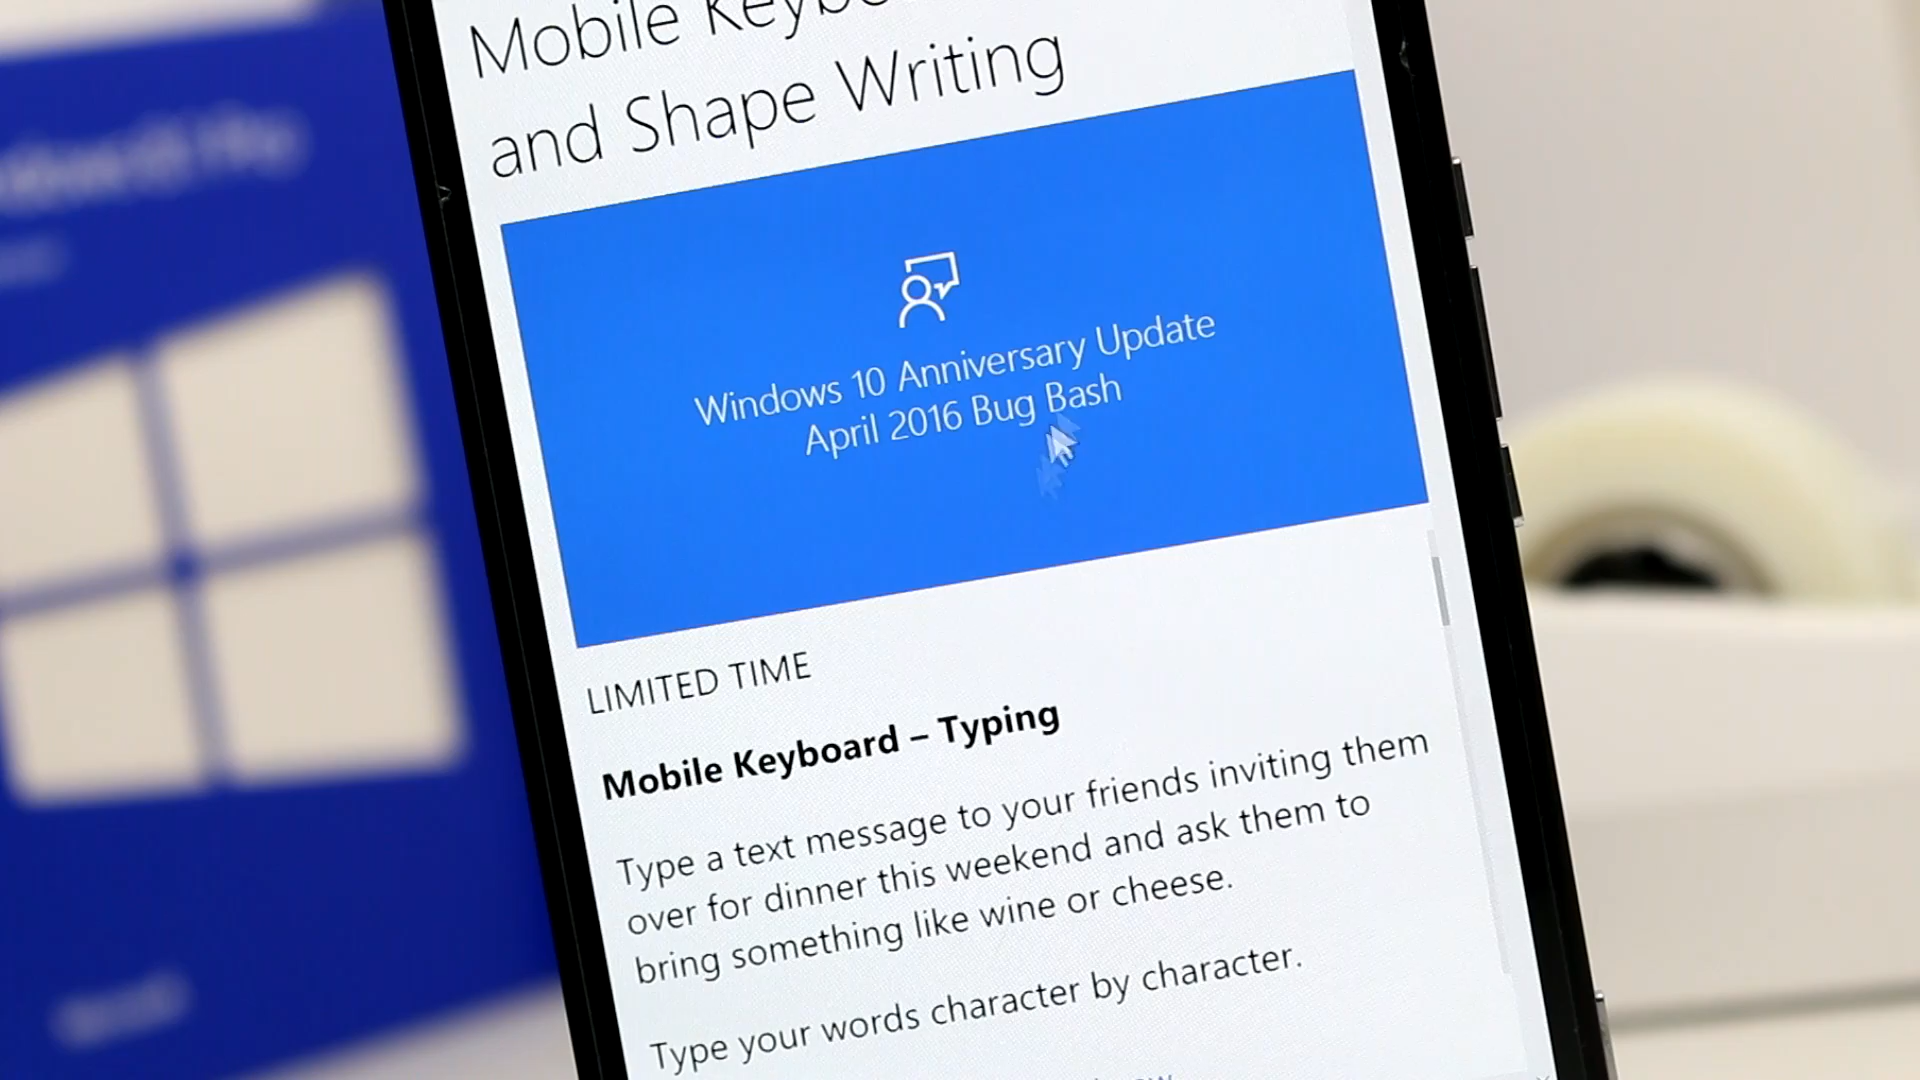 Mobile Keybo
and Shape Writing
Windows 10 Anniversary Update
April 2016 Bug Bash
LIMITED TIME
Mobile Keyboard – Typing
Type a text message to your friends inviting them
over for dinner this weekend and ask them to
bring something like wine or cheese.
Type your words character by character.